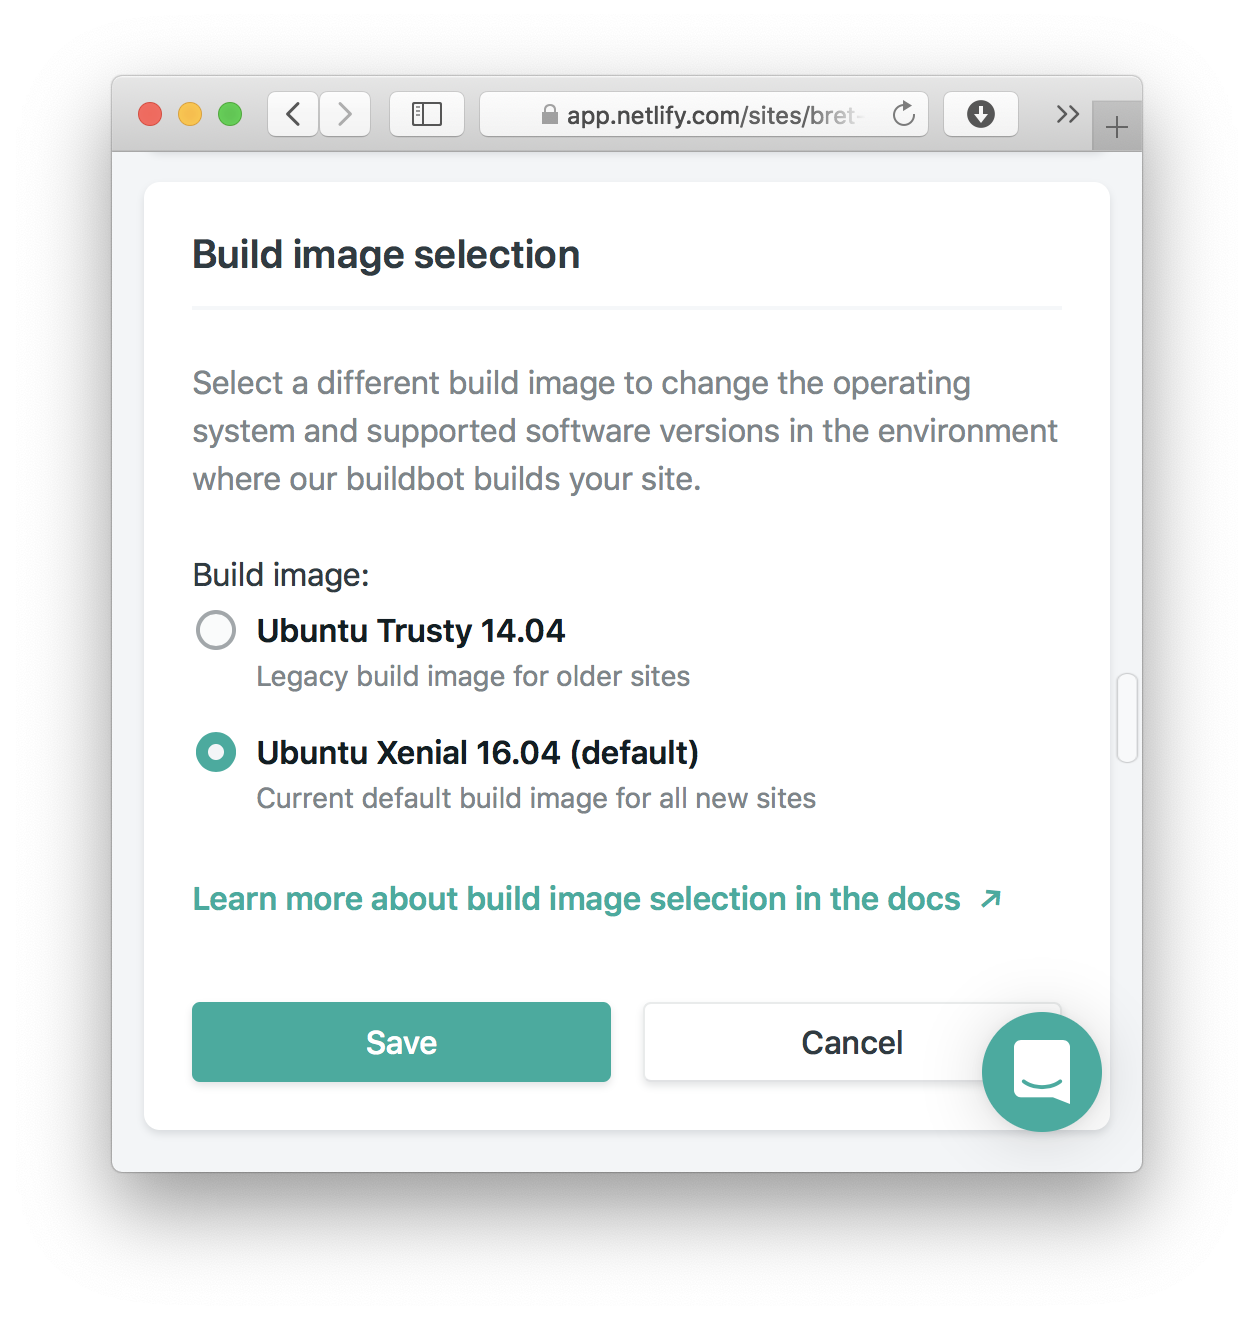 app.netlify.com/sites/bret-
Build image selection
Select a different build image to change the operating
system and supported software versions in the environment
where our buildbot builds your site.
Build image:
Ubuntu Trusty 14.04
Legacy build image for older sites
Ubuntu Xenial 16.04 (default)
Current default build image for all new sites
Learn more about build image selection in the docs
Save
Cancel